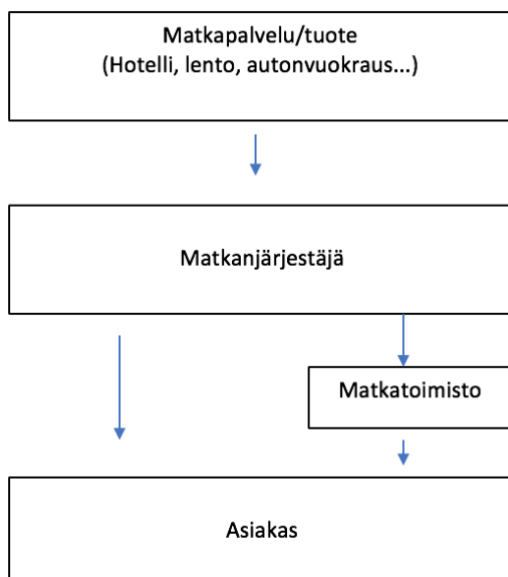 Matkapalvelu/tuote
(Hotelli, lento, autonvuokraus...)
Matkanjärjestäjä
Matkatoimisto
Asiakas